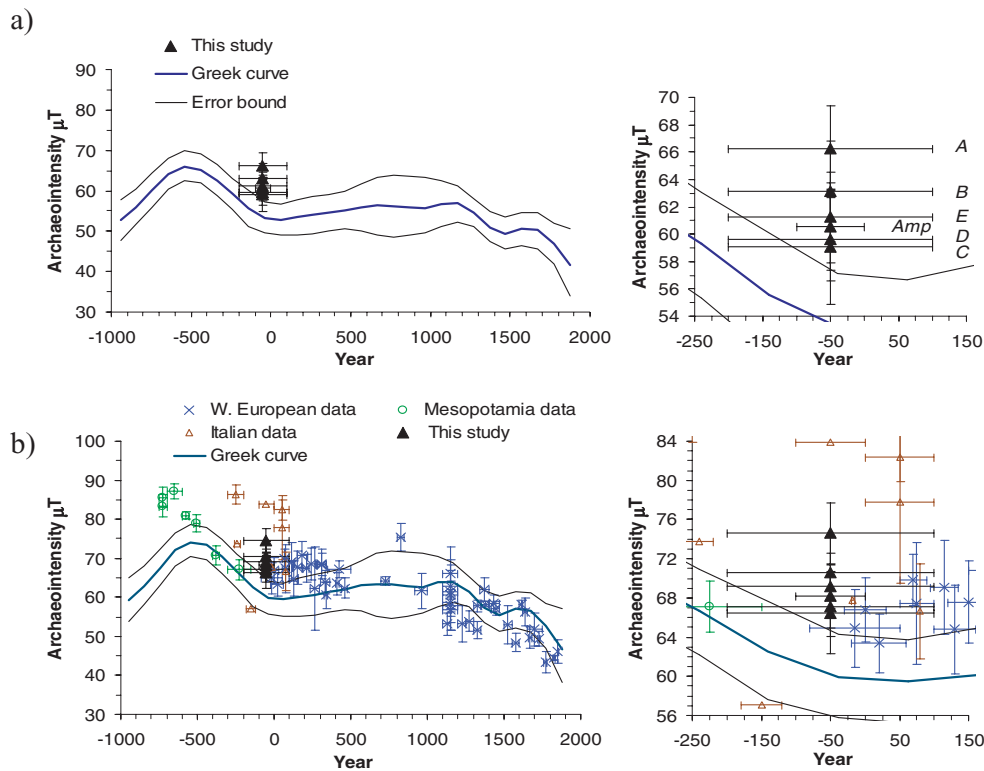 a)
This study
Greek curve
Error bound
Archaeointensity µT
90
80
70
60
50
40
30
-1000 -500 0 500 1000 1500 2000
Year
Archaeointensity µT
70
68
66
64
62
60
58
56
54
A
B
E
Amp
D
C
-250 -150 -50 50 150
Year
b)
W. European data
Mesopotamia data
Italian data
This study
Greek curve
Archaeointensity µT
100
90
80
70
60
50
40
30
-1000 -500 0 500 1000 1500 2000
Year
Archaeointensity µT
84
80
76
72
68
64
60
56
-250 -150 -50 50 150
Year